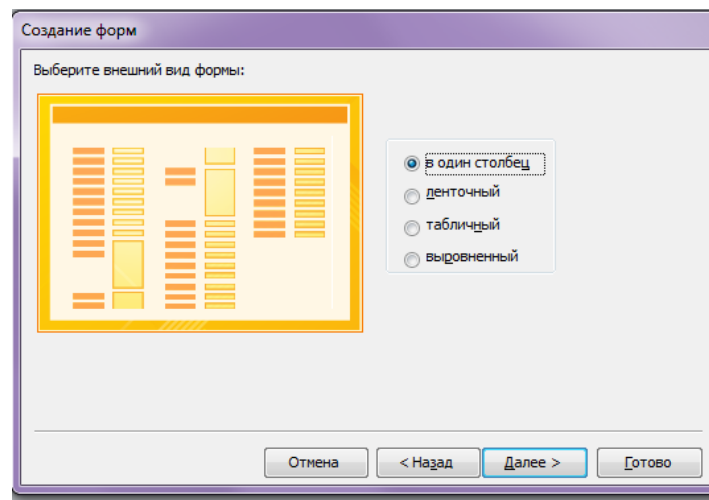 Создание форм
Выберите внешний вид формы:
в один столбец
ленточный
табличный
выровненный
Отмена
< Назад
Далее >
Готово